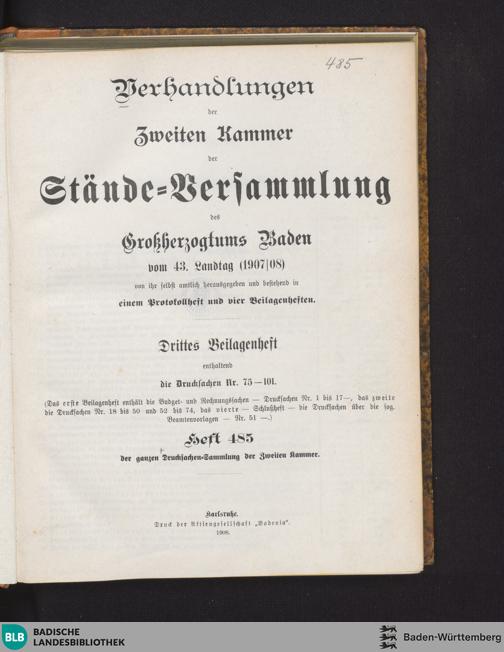 485
Verhandlungen
der
Zweiten Kammer
der
Stände=Versammlung
des
Großherzogtums Baden
vom 43. Landtag (1907/08)
von ihr selbst amtlich herausgegeben und bestehend in
einem Protokollheft und vier Beilagenheften.
Drittes Beilagenheft
enthaltend
die Drucksachen Nr. 75—101.
(Das erste Beilagenheft enthält die Budget- und Rechnungssachen — Drucksachen Nr. 1 bis 17—, das zweite
die Drucksachen Nr. 18 bis 50 und 52 bis 74, das vierte — Schlußheft — die Drucksachen über die sog.
Beamtenvorlagen — Nr. 51 —.)
Heft 485
der ganzen Drucksachen-Sammlung der Zweiten Kammer.
Karlsruhe.
Druck der Aktiengesellschaft „Badenia".
1908.
BLB BADISCHE
LANDESBIBLIOTHEK
Baden-Württemberg